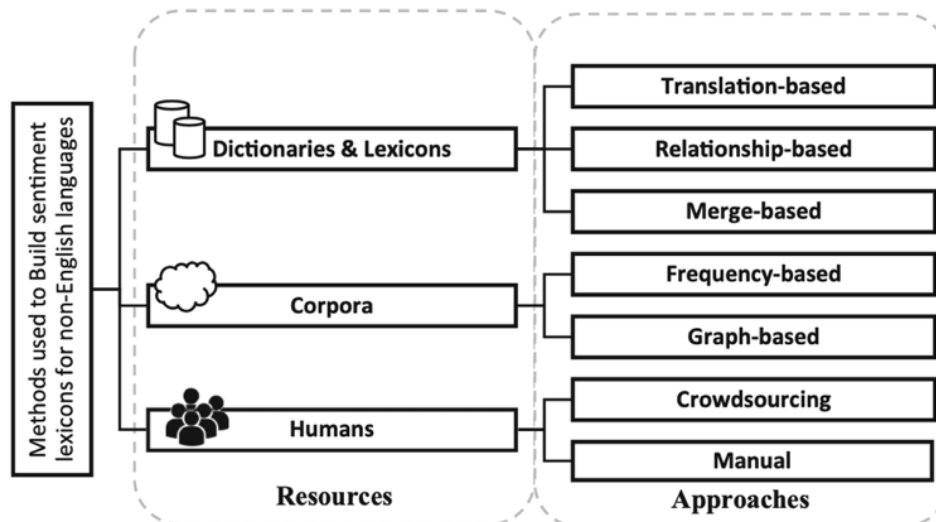 Methods used to Build sentiment
lexicons for non-English languages
Dictionaries & Lexicons
Corpora
Humans
Resources
Translation-based
Relationship-based
Merge-based
Frequency-based
Graph-based
Crowdsourcing
Manual
Approaches